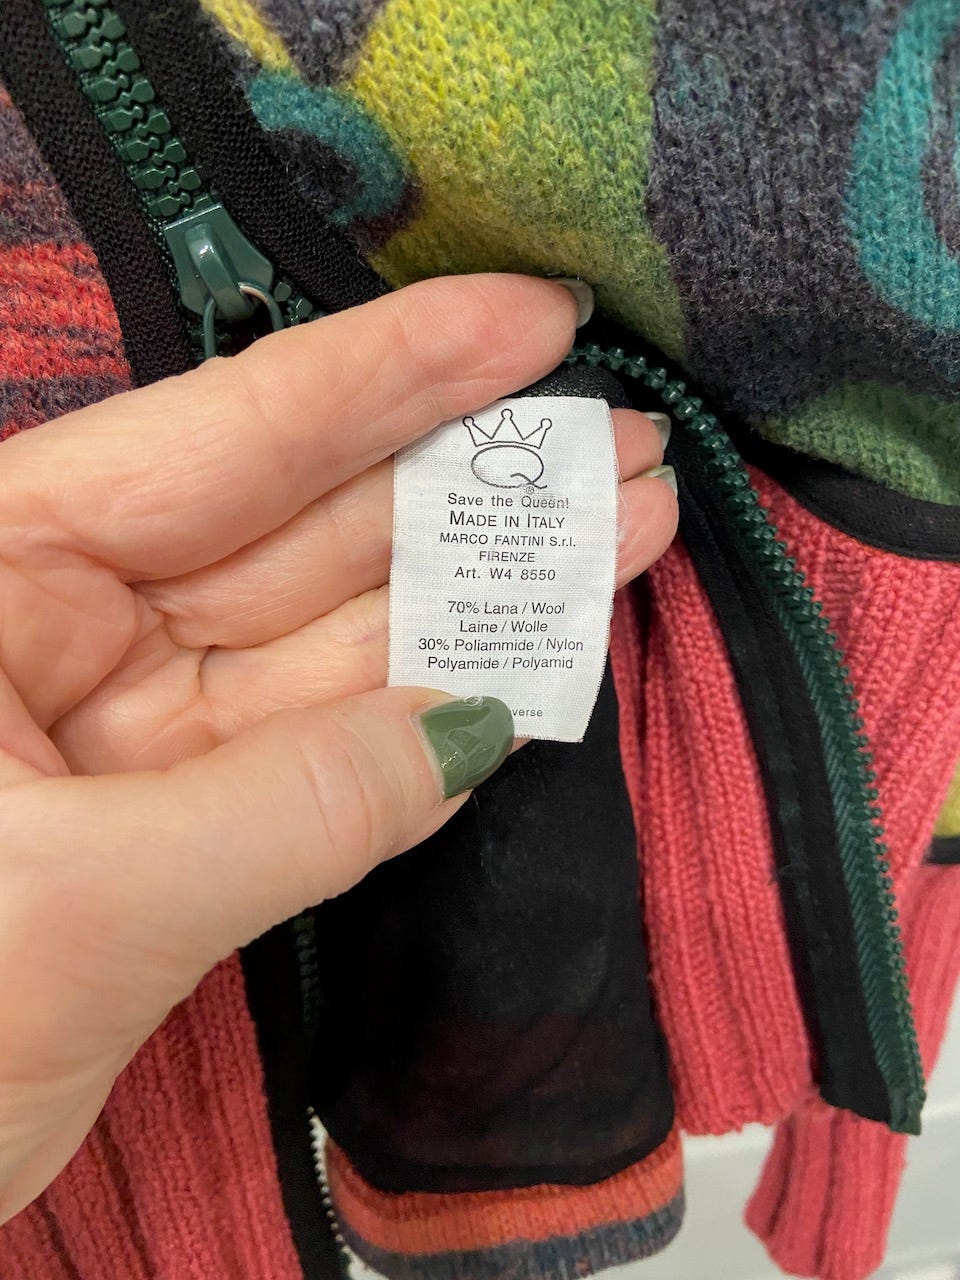 Q
®
Save the Queen!
MADE IN ITALY
MARCO FANTINI S.r.l.
FIRENZE
Art. W4 8550
70% Lana / Wool
Laine / Wolle
30% Poliammide / Nylon
Polyamide / Polyamid
verse